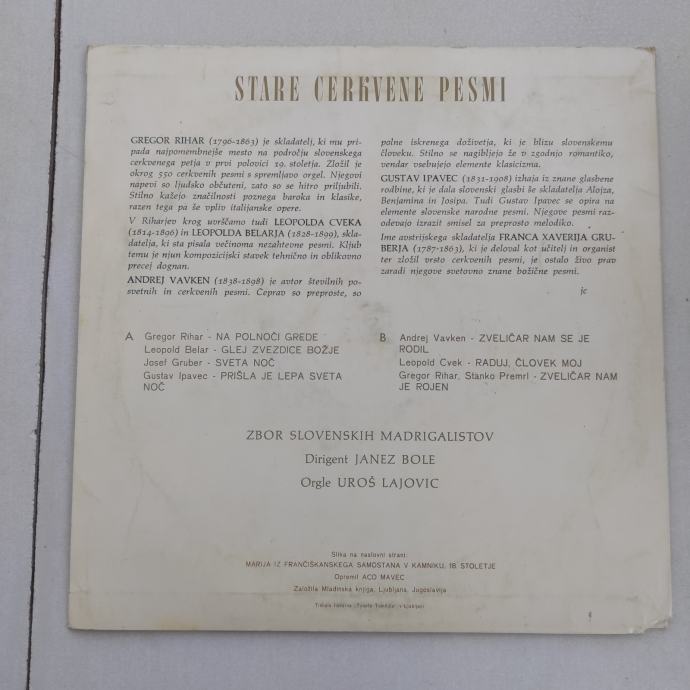 STARE CERKVENE PESMI
GREGOR RIHAR (1796-1863) je skladatelj, ki mu pri-
pada najpomembnejše mesto na področju slovenskega
cerkvenega petja v prvi polovici 19. stoletja. Zložil je
okrog 550 cerkvenih pesmi s spremljavo orgel. Njegovi
napevi so ljudsko občuteni, zato so se hitro priljubili.
Stilno kažejo značilnosti poznega baroka in klasike,
razen tega pa še vpliv italijanske opere.
V Riharjev krog uvrščamo tudi LEOPOLDA CVEKA
(1814-1896) in LEOPOLDA BELARJA (1828-1899), skla-
datelja, ki sta pisala večinoma nezahtevne pesmi. Kljub
temu je njun kompozicijski stavek tehnično in oblikovno
precej dognan.
ANDREJ VAVKEN (1838-1898) je avtor številnih po-
svetnih in cerkvenih pesmi. Čeprav so preproste, so
polne iskrenega doživetja, ki je blizu slovenskemu
človeku. Stilno se nagibljejo že v zgodnjo romantiko,
vendar vsebujejo elemente klasicizma.
GUSTAV IPAVEC (1831-1908) izhaja iz znane glasbene
rodbine, ki je dala slovenski glasbi še skladatelja Alojza,
Benjamina in Josipa. Tudi Gustav Ipavec se opira na
elemente slovenske narodne pesmi. Njegove pesmi raz-
odevajo izrazit smisel za preprosto melodiko.
Ime avstrijskega skladatelja FRANCA XAVERIJA GRU-
BERJA (1787-1863), ki je deloval kot učitelj in organist
ter zložil vrsto cerkvenih pesmi, je ostalo živo prav
zaradi njegove svetovno znane božične pesmi.
jc
A Gregor Rihar - NA POLNOČI GREDE
Leopold Belar - GLEJ ZVEZDICE BOŽJE
Josef Gruber - SVETA NOČ
Gustav Ipavec - PRIŠLA JE LEPA SVETA
NOČ
B Andrej Vavken - ZVELIČAR NAM SE JE
RODIL
Leopold Cvek - RADUJ, ČLOVEK MOJ
Gregor Rihar, Stanko Premrl - ZVELIČAR NAM
JE ROJEN
ZBOR SLOVENSKIH MADRIGALISTOV
Dirigent JANEZ BOLE
Orgle UROŠ LAJOVIC
Slika na naslovni strani:
MARIJA IZ FRANČIŠKANSKEGA SAMOSTANA V KAMNIKU, 18. STOLETJE
Opremil ACO MAVEC
Založila Mladinska knjiga, Ljubljana, Jugoslavija
Tiskala tiskarna "Toneta Tomšiča" v Ljubljani